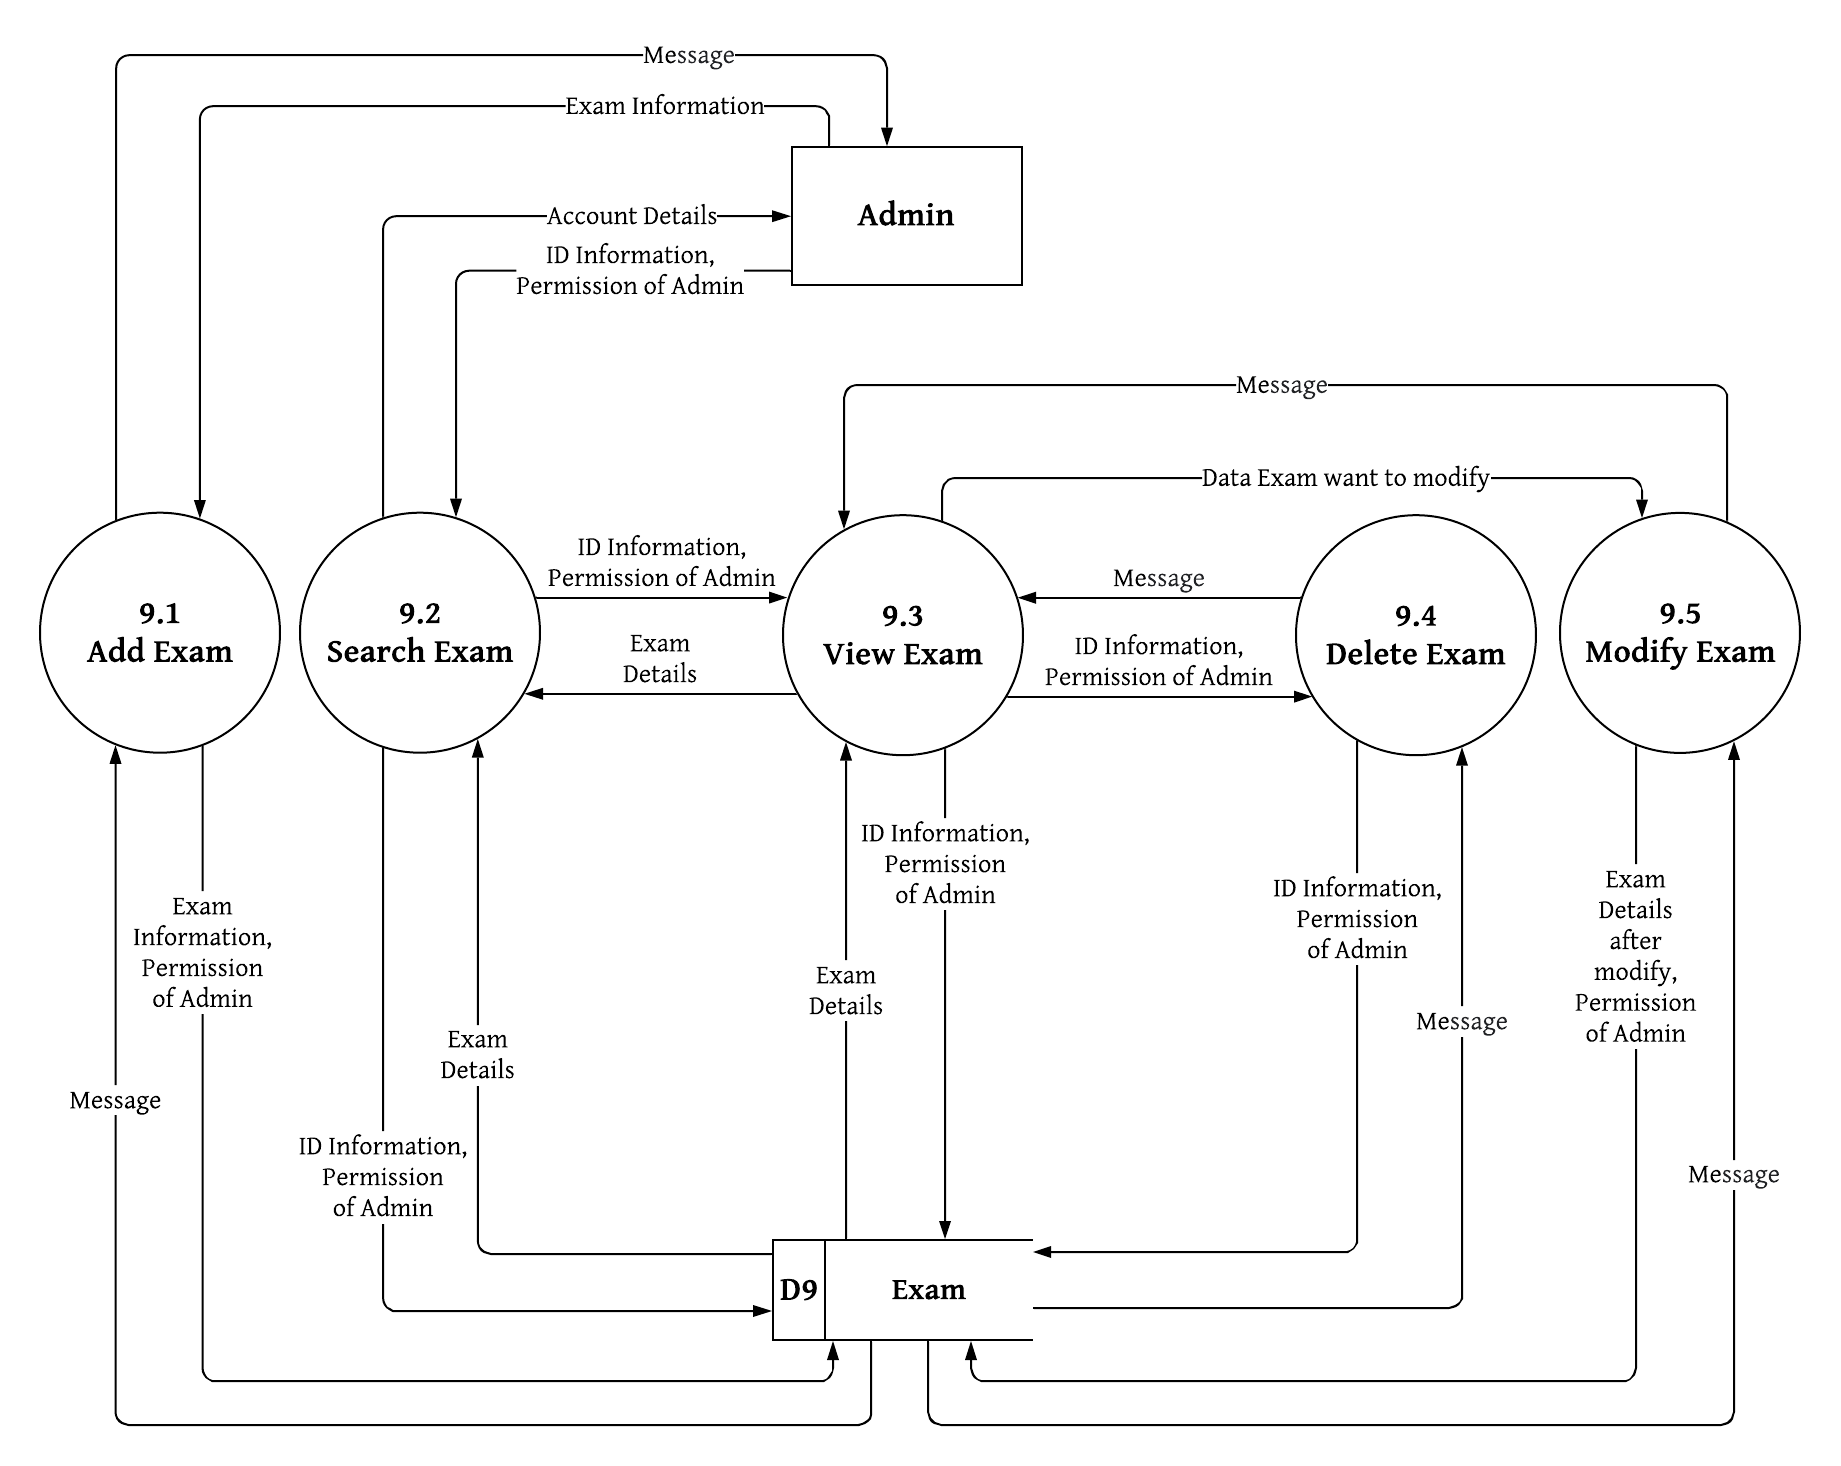 Message
Exam Information
Admin
Account Details
ID Information,
Permission of Admin
Message
Data Exam want to modify
ID Information,
Permission of Admin
Message
9.1
Add Exam
9.2
Search Exam
Exam
Details
9.3
View Exam
ID Information,
Permission of Admin
9.4
Delete Exam
9.5
Modify Exam
Exam
Information,
Permission
of Admin
Message
ID Information,
Permission
of Admin
Exam
Details
Exam
Details
ID Information,
Permission
of Admin
ID Information,
Permission
of Admin
Message
Exam
Details
after
modify,
Permission
of Admin
Message
D9
Exam